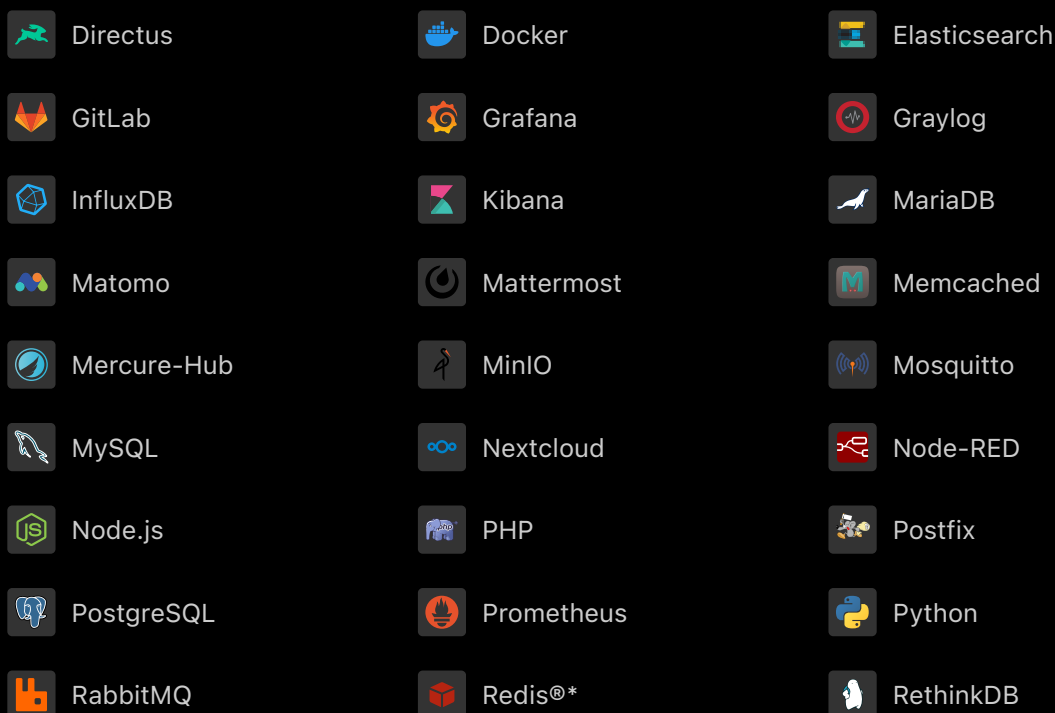 Directus Docker Elasticsearch
GitLab Grafana Graylog
InfluxDB Kibana MariaDB
Matomo Mattermost Memcached
Mercure-Hub MinIO Mosquitto
MySQL Nextcloud Node-RED
Node.js PHP Postfix
PostgreSQL Prometheus Python
RabbitMQ Redis®* RethinkDB